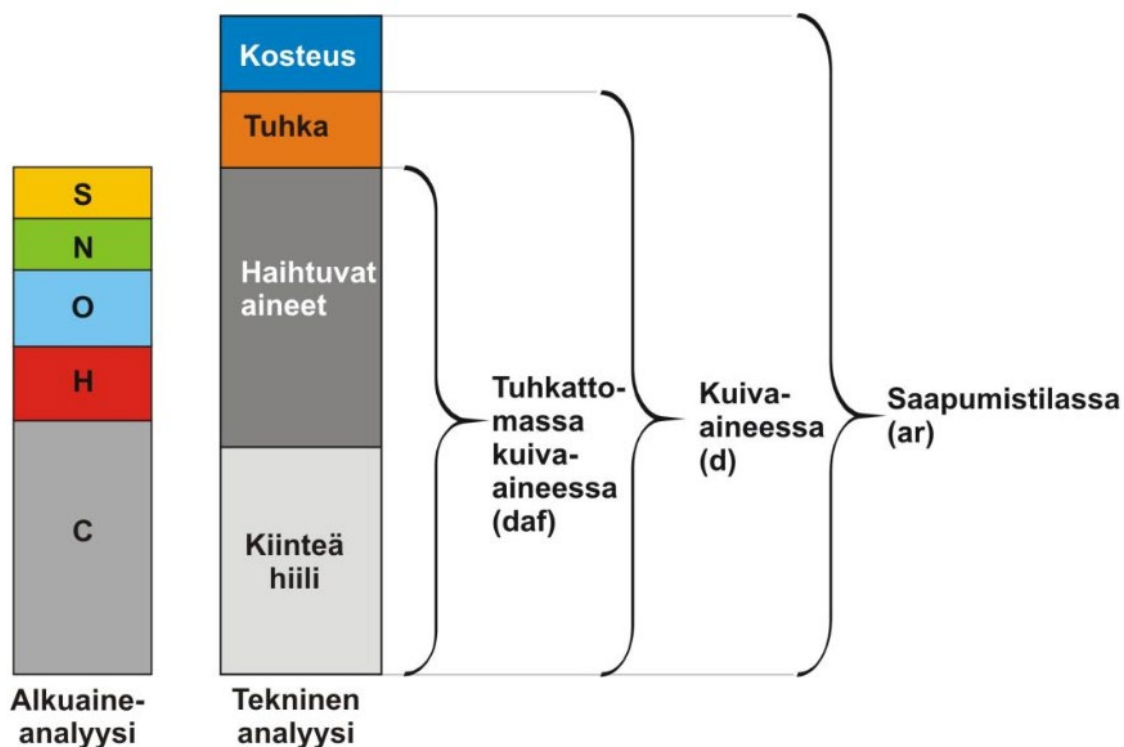 S
N
O
H
C
Alkuaine-
analyysi
Kosteus
Tuhka
Haihtuvat
aineet
Kiinteä
hiili
Tekninen
analyysi
Tuhkatto-
massa
kuiva-
aineessa
(daf)
Kuiva-
aineessa
(d)
Saapumistilassa
(ar)